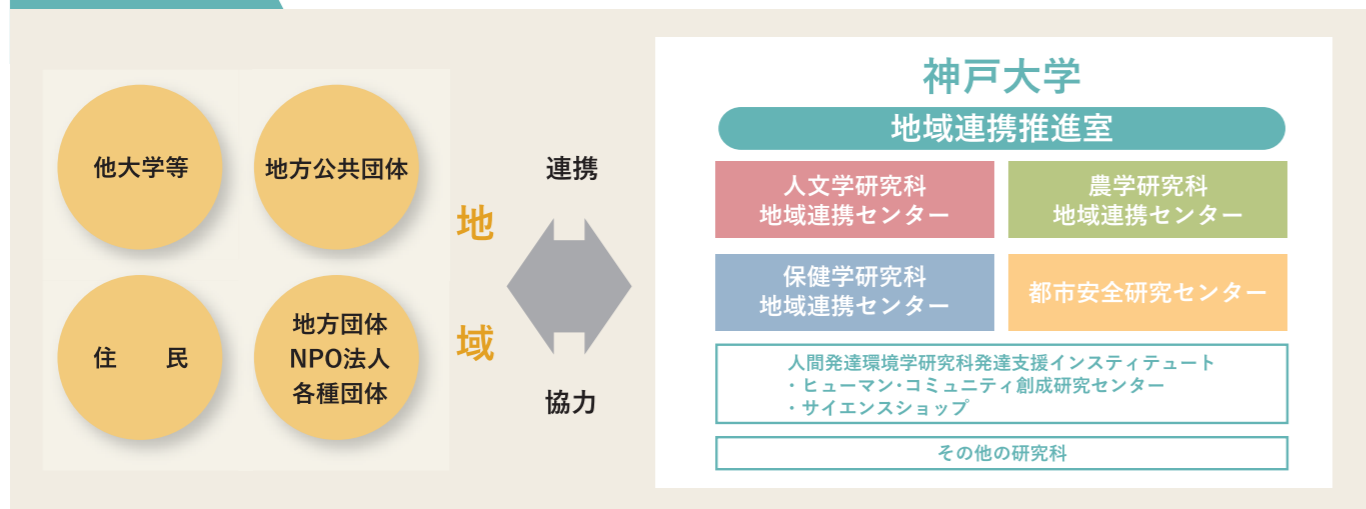 他大学等
地方公共団体
住　　民
地方団体
NPO法人
各種団体
地
域
連携
協力
神戸大学
地域連携推進室
人文学研究科
地域連携センター
農学研究科
地域連携センター
保健学研究科
地域連携センター
都市安全研究センター
人間発達環境学研究科発達支援インスティテュート
・ヒューマン･コミュニティ創成研究センター
・サイエンスショップ
その他の研究科